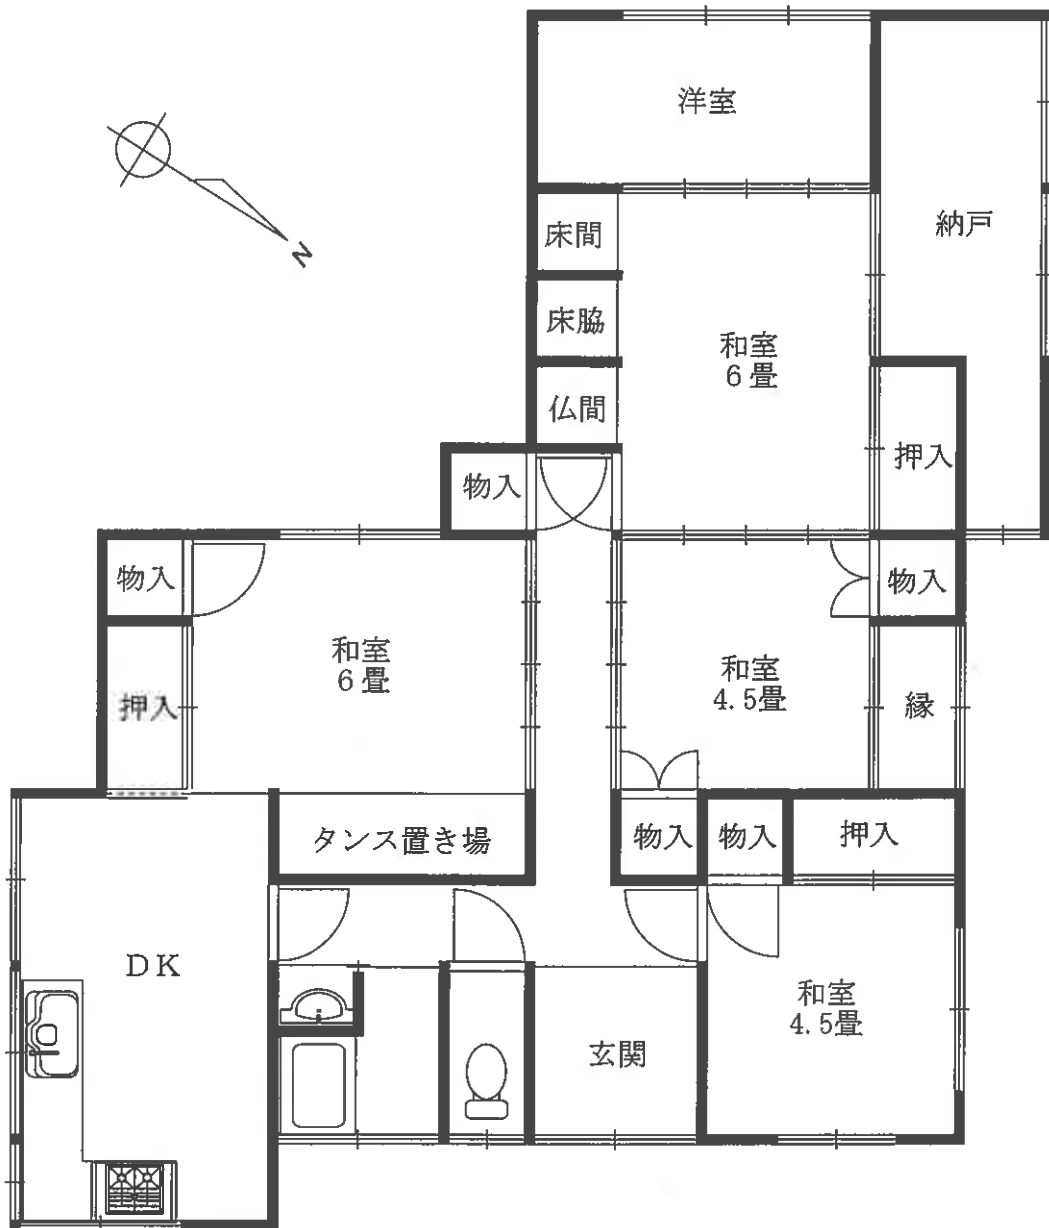 洋室
納戸
床間
床脇
和室
6畳
仏間
押入
物入
N
物入
物入
和室
6畳
和室
4.5畳
押入
縁
タンス置き場
物入
物入
押入
DK
和室
4.5畳
玄関